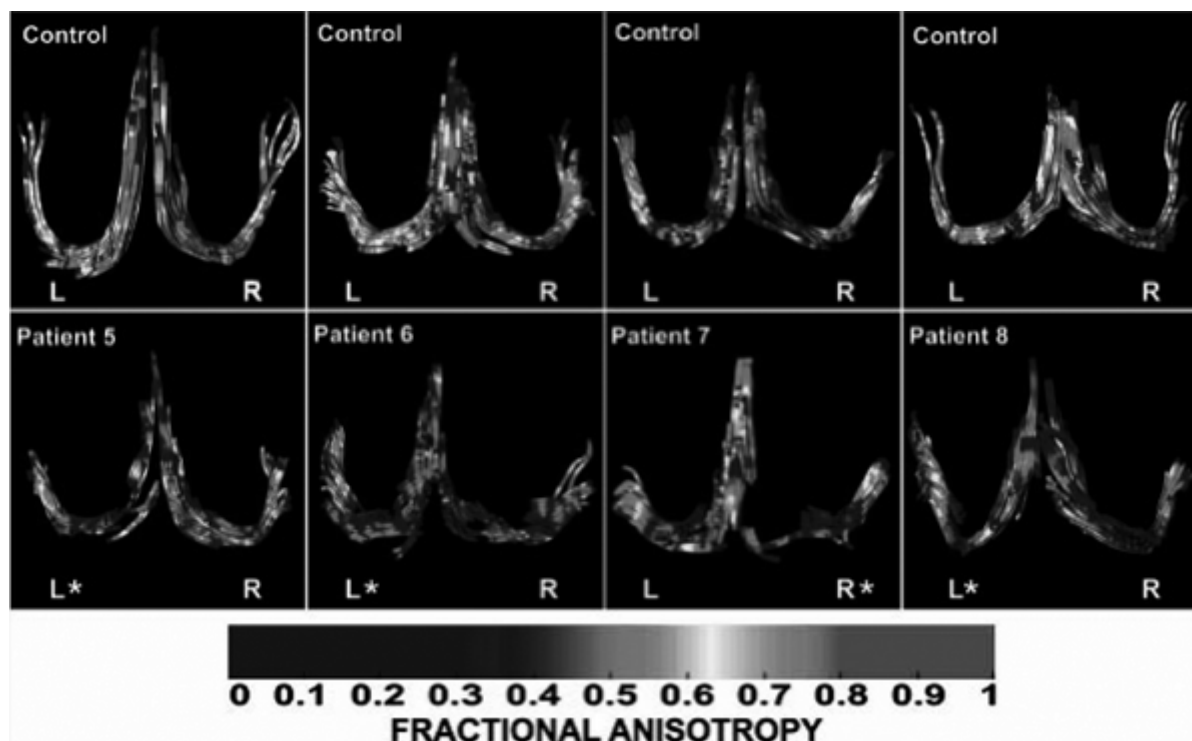 Control Control Control Control
L R L R L R L R
Patient 5 Patient 6 Patient 7 Patient 8
L* R L* R L R* L* R
0 0.1 0.2 0.3 0.4 0.5 0.6 0.7 0.8 0.9 1
FRACTIONAL ANISOTROPY